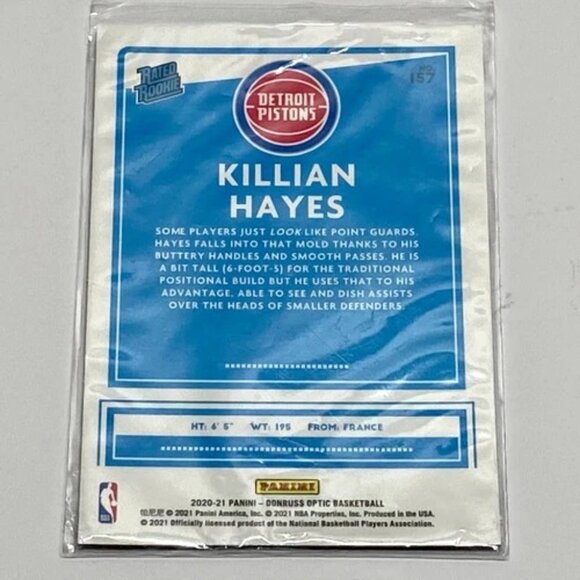 RATED
ROOKIE
NO.
157
DETROIT
PISTONS
KILLIAN
HAYES
SOME PLAYERS JUST LOOK LIKE POINT GUARDS.
HAYES FALLS INTO THAT MOLD THANKS TO HIS
BUTTERY HANDLES AND SMOOTH PASSES. HE IS
A BIT TALL (6-FOOT-5) FOR THE TRADITIONAL
POSITIONAL BUILD BUT HE USES THAT TO HIS
ADVANTAGE, ABLE TO SEE AND DISH ASSISTS
OVER THE HEADS OF SMALLER DEFENDERS.
HT: 6' 5" WT: 195 FROM: FRANCE
PANINI
2020-21 PANINI – DONRUSS OPTIC BASKETBALL
帕尼尼 © 2021 Panini America, Inc. © 2021 NBA Properties, Inc. Produced in the USA.
© 2021 Officially licensed product of the National Basketball Players Association.
NBA